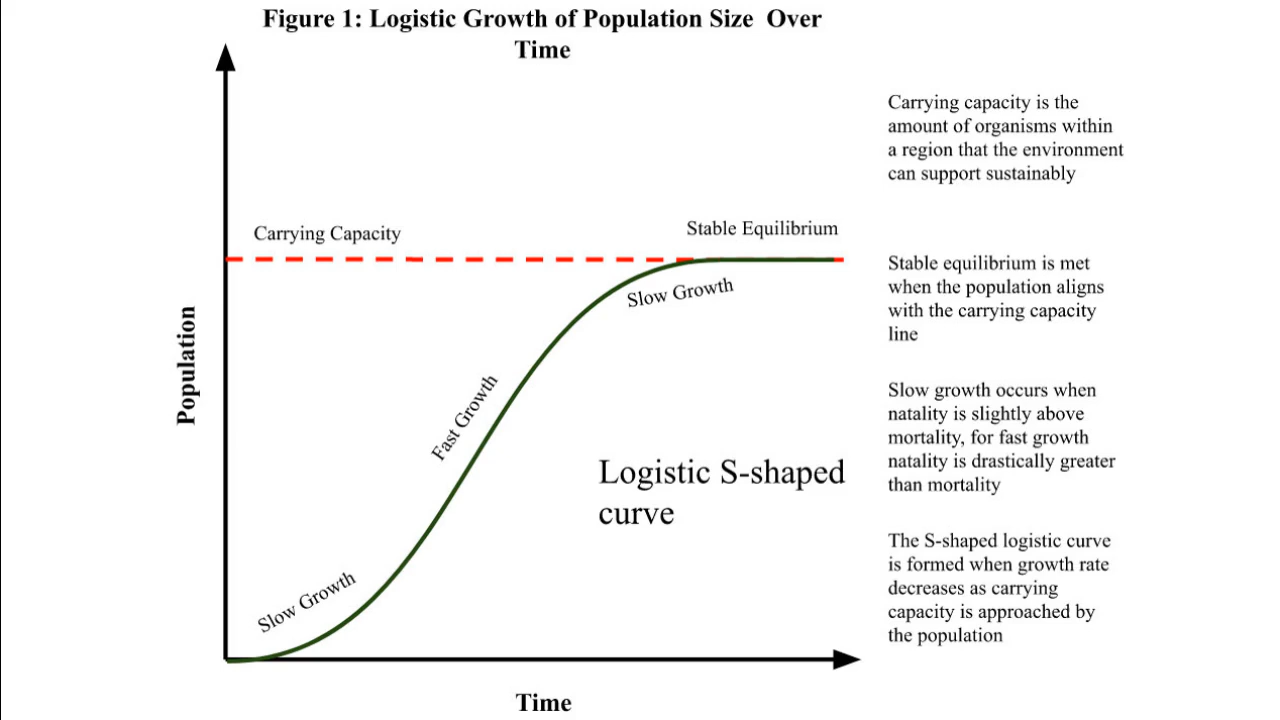 Figure 1: Logistic Growth of Population Size Over
Time
Carrying capacity is the
amount of organisms within
a region that the environment
can support sustainably
Carrying Capacity
Stable Equilibrium
Slow Growth
Stable equilibrium is met
when the population aligns
with the carrying capacity
line
Population
Fast Growth
Slow growth occurs when
natality is slightly above
mortality, for fast growth
natality is drastically greater
than mortality
Logistic S-shaped
curve
Slow Growth
The S-shaped logistic curve
is formed when growth rate
decreases as carrying
capacity is approached by
the population
Time